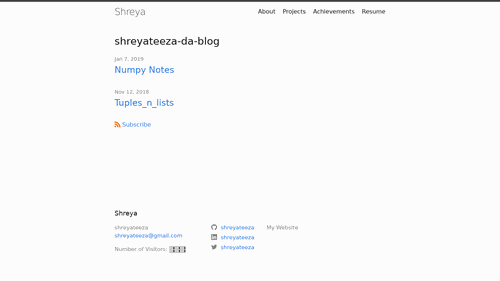 Shreya
About Projects Achievements Resume
shreyateeza-da-blog
Jan 7, 2019
Numpy Notes
Nov 12, 2018
Tuples_n_lists
Subscribe
Shreya
shreyateeza
shreyateeza@gmail.com
Number of Visitors:
shreyateeza
shreyateeza
shreyateeza
My Website